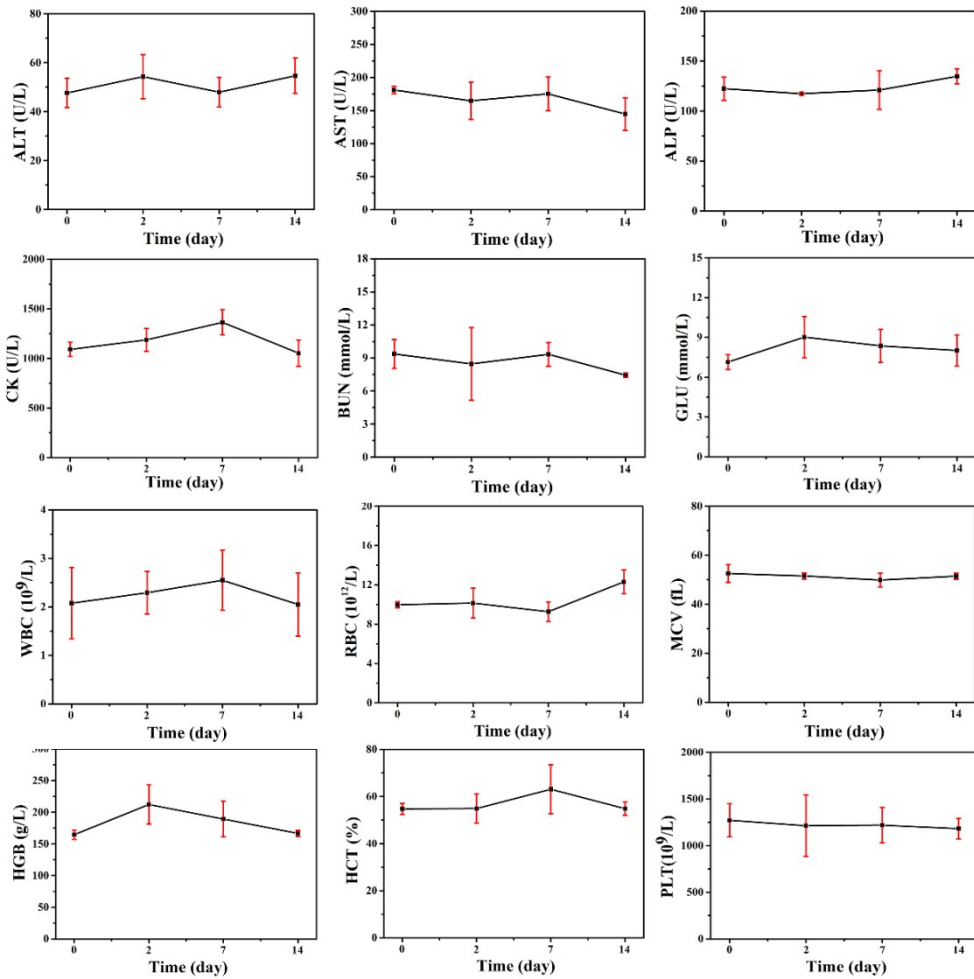 80
60
40
20
0
ALT (U/L)
0 2 7 14
Time (day)
300
250
200
150
100
50
0
AST (U/L)
0 2 7 14
Time (day)
200
150
100
50
0
ALP (U/L)
0 2 7 14
Time (day)
2000
1500
1000
500
0
CK (U/L)
0 2 7 14
Time (day)
18
15
12
9
6
3
0
BUN (mmol/L)
0 2 7 14
Time (day)
15
12
9
6
3
0
GLU (mmol/L)
0 2 7 14
Time (day)
4
3
2
1
0
WBC (10⁹/L)
0 2 7 14
Time (day)
20
16
12
8
4
0
RBC (10¹²/L)
0 2 7 14
Time (day)
80
60
40
20
0
MCV (fL)
0 2 7 14
Time (day)
250
200
150
100
50
0
HGB (g/L)
0 2 7 14
Time (day)
80
60
40
20
0
HCT (%)
0 2 7 14
Time (day)
2000
1500
1000
500
0
PLT(10⁹/L)
0 2 7 14
Time (day)